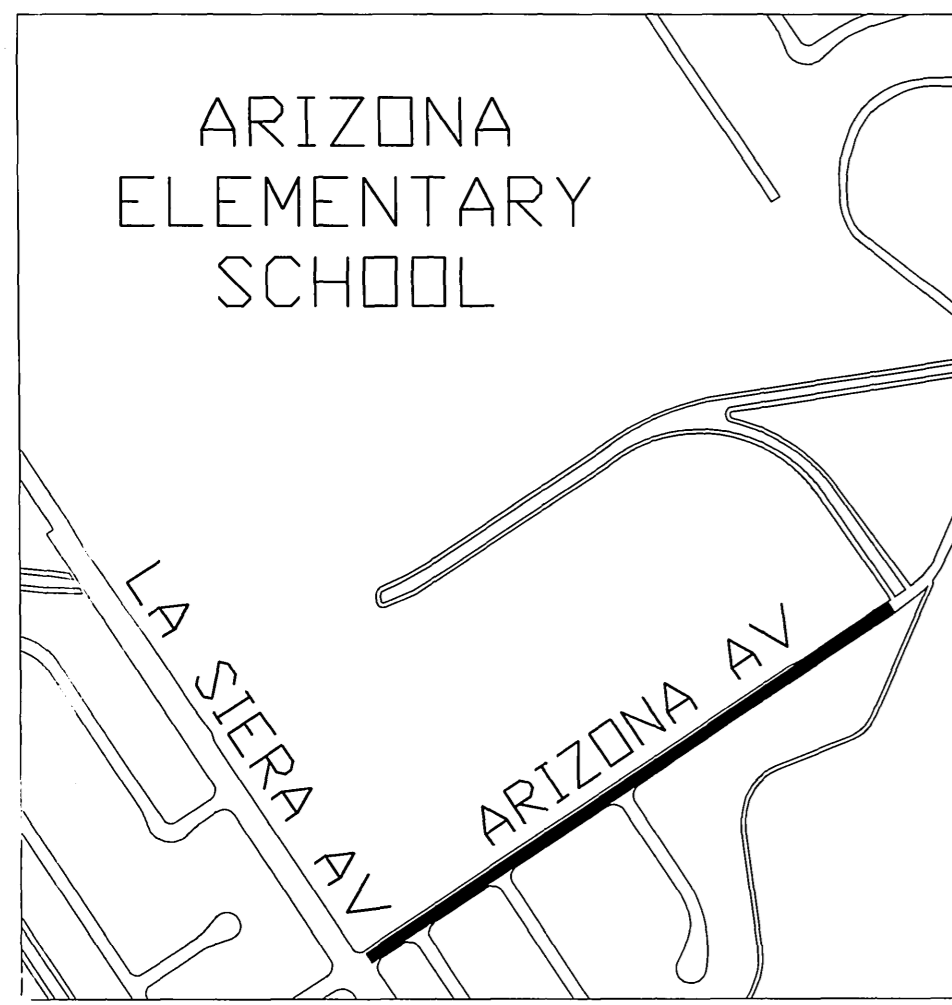 ARIZONA
ELEMENTARY
SCHOOL
LA SIERA AV
ARIZONA AV